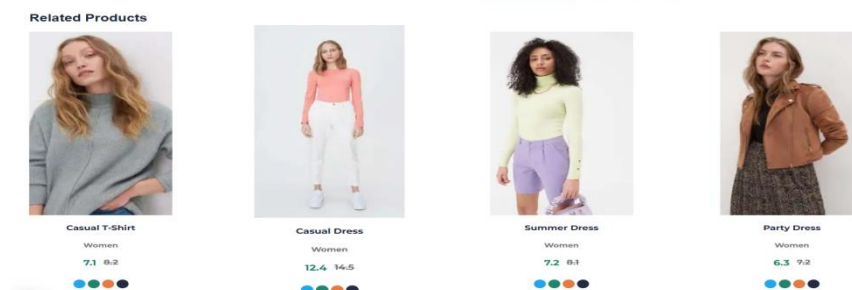 Related Products
Casual T-Shirt
Women
7.1 8.2
Casual Dress
Women
12.4 14.5
Summer Dress
Women
7.2 8.1
Party Dress
Women
6.3 7.2